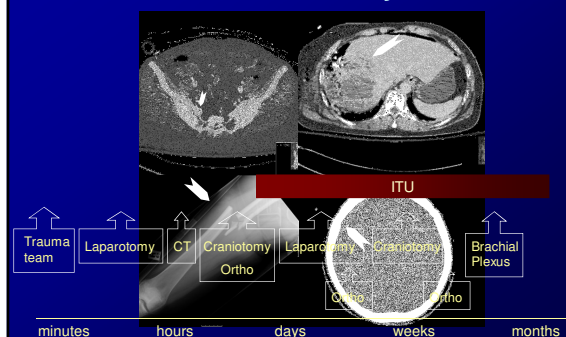 ITU
Trauma
team
Laparotomy
CT
Craniotomy
Ortho
Laparotomy
Craniotomy
Brachial
Plexus
Ortho
Ortho
minutes hours days weeks months